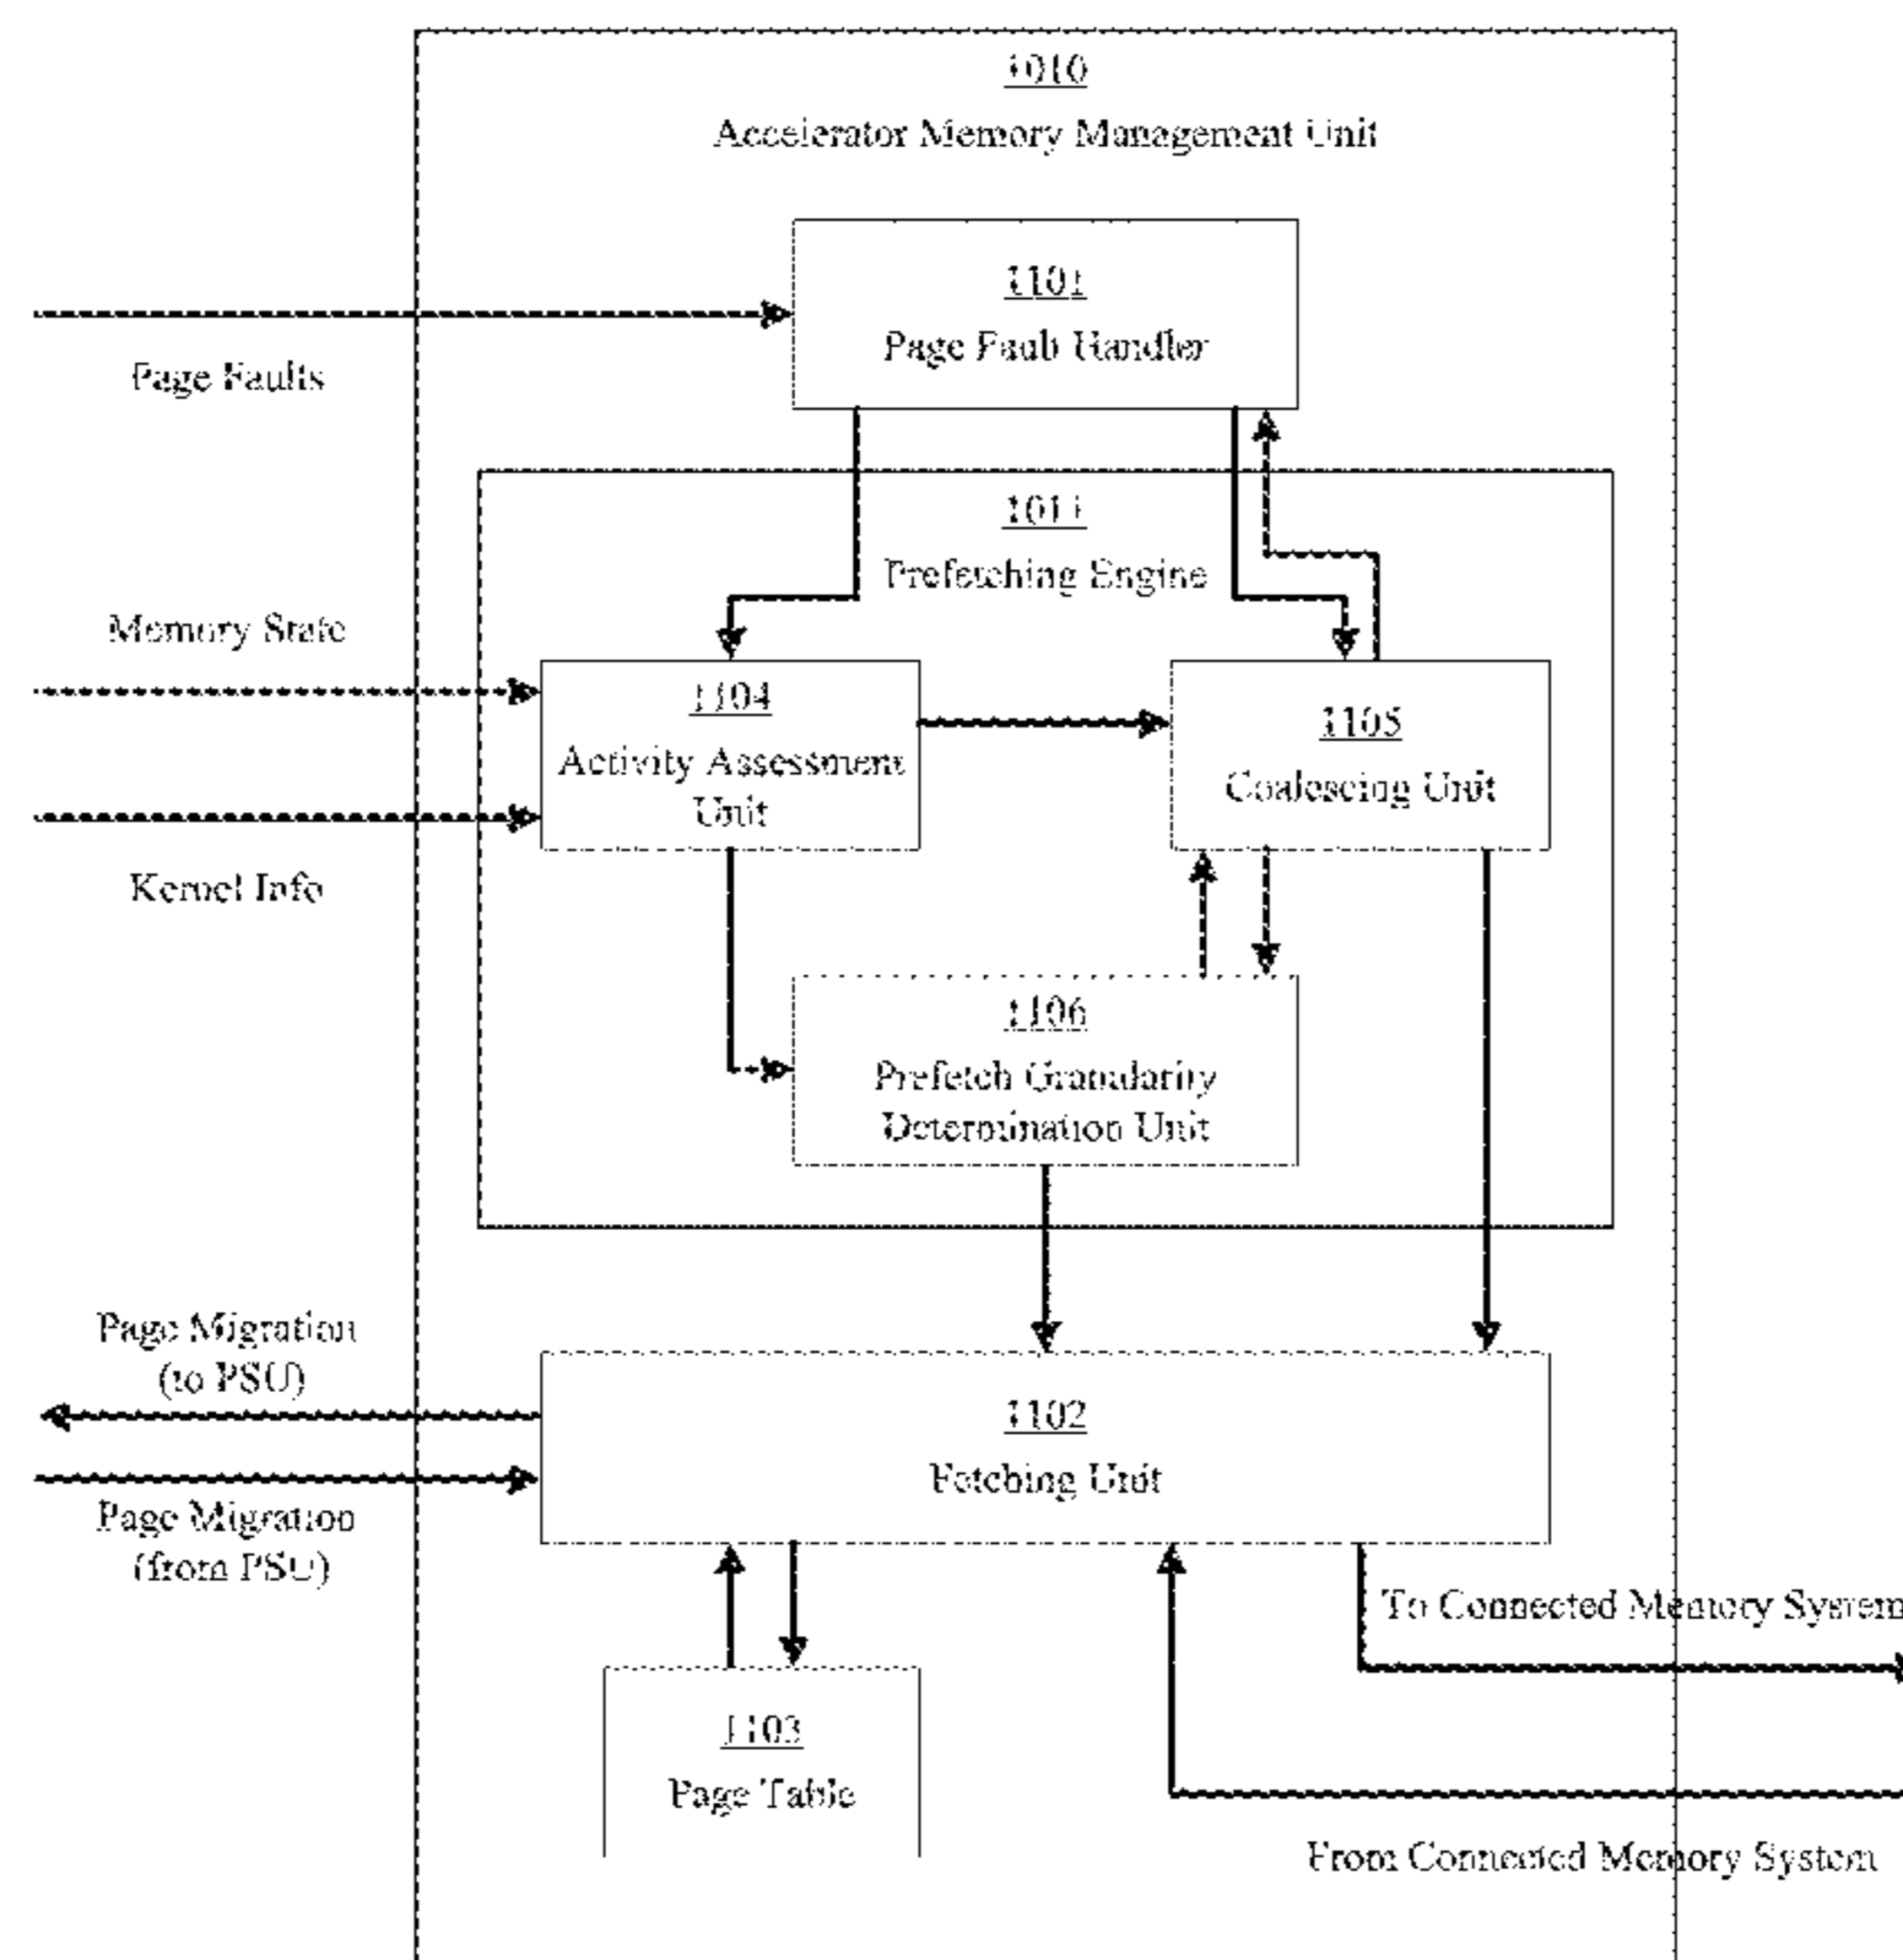 1010
Accelerator Memory Management Unit
1101
Page Fault Handler
Page Faults
1011
Prefetching Engine
Memory State
1104
Activity Assessment
Unit
1105
Coalescing Unit
Kernel Info
1106
Prefetch Granularity
Determination Unit
Page Migration
(to PSU)
1102
Fetching Unit
Page Migration
(from PSU)
To Connected Memory System
1103
Page Table
From Connected Memory System